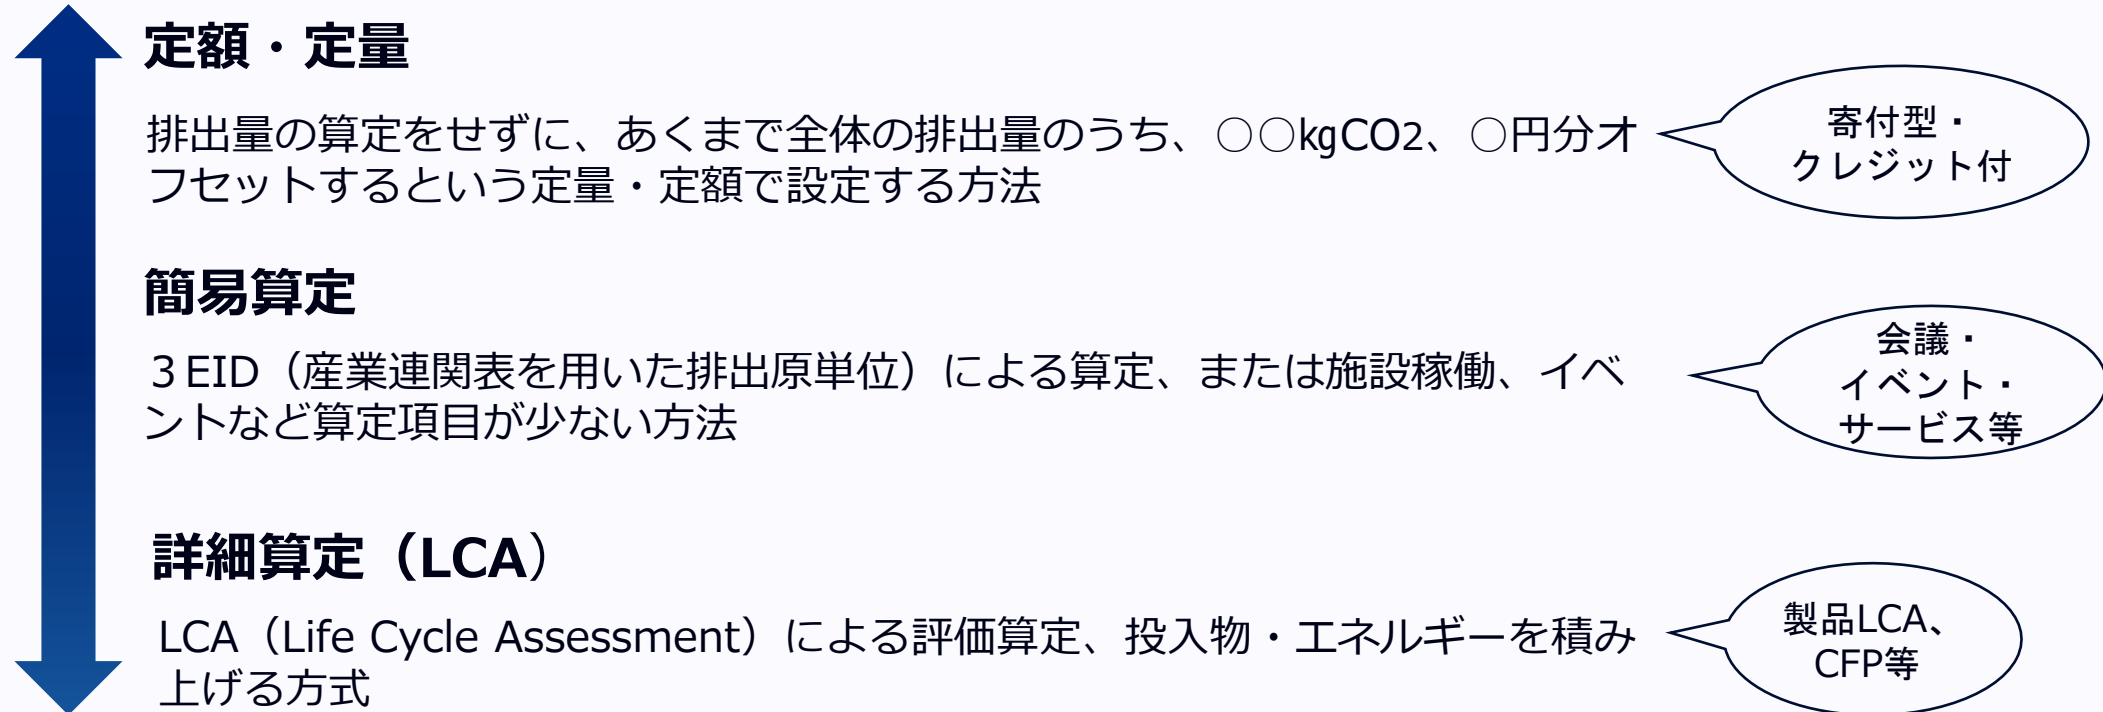 定額・定量
排出量の算定をせずに、あくまで全体の排出量のうち、○○kgCO2、○円分オ
フセットするという定量・定額で設定する方法
寄付型・
クレジット付
簡易算定
３EID（産業連関表を用いた排出原単位）による算定、または施設稼働、イベ
ントなど算定項目が少ない方法
会議・
イベント・
サービス等
詳細算定（LCA）
LCA（Life Cycle Assessment）による評価算定、投入物・エネルギーを積み
上げる方式
製品LCA、
CFP等